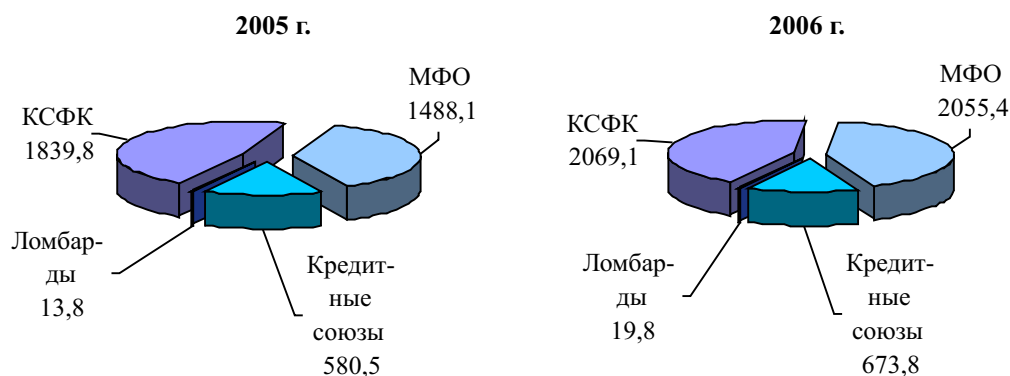 2005 г.
МФО
1488,1
КСФК
1839,8
Ломбар-
ды
13,8
Кредит-
ные
союзы
580,5
2006 г.
МФО
2055,4
КСФК
2069,1
Ломбар-
ды
19,8
Кредит-
ные
союзы
673,8